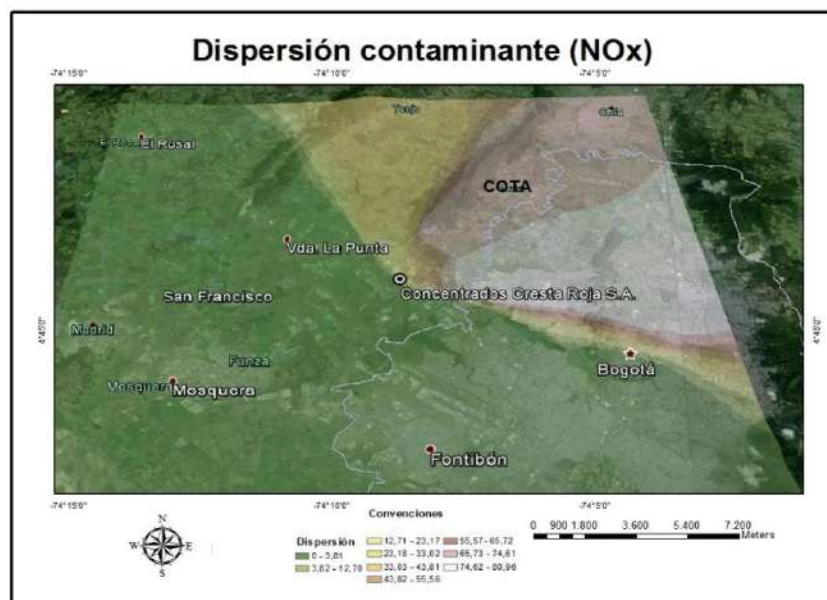 Dispersión contaminante (NOx)
-74°15'0" -74°10'0" -74°5'0"
Tenjo
El Rosal El Rosal
COTA
Vda. La Punta
Concentrados Cresta Roja S.A.
San Francisco
Madrid
4°45'0" 4°45'0"
Funza
Bogotá
Mosquera Mosquera
Fontibón
-74°15'0" -74°10'0" -74°5'0"
Convenciones
N
W E
S
Dispersión
0 - 3,81
3,82 - 12,70
12,71 - 23,17
23,18 - 33,02
33,03 - 43,81
43,82 - 55,56
55,57 - 65,72
65,73 - 74,61
74,62 - 80,96
0 900 1.800 3.600 5.400 7.200
Meters